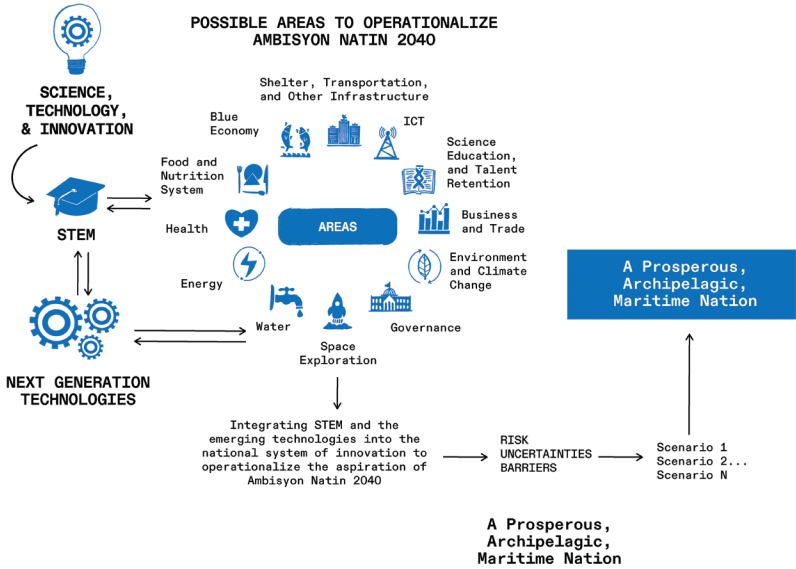 POSSIBLE AREAS TO OPERATIONALIZE
AMBISYON NATIN 2040
SCIENCE,
TECHNOLOGY,
& INNOVATION
STEM
NEXT GENERATION
TECHNOLOGIES
Shelter, Transportation,
and Other Infrastructure
Blue
Economy
ICT
Food and
Nutrition
System
Science
Education,
and Talent
Retention
Health
AREAS
Business
and Trade
Energy
Environment
and Climate
Change
Water
Governance
Space
Exploration
A Prosperous,
Archipelagic,
Maritime Nation
Integrating STEM and the
emerging technologies into the
national system of innovation to
operationalize the aspiration of
Ambisyon Natin 2040
RISK
UNCERTAINTIES
BARRIERS
Scenario 1
Scenario 2...
Scenario N
A Prosperous,
Archipelagic,
Maritime Nation